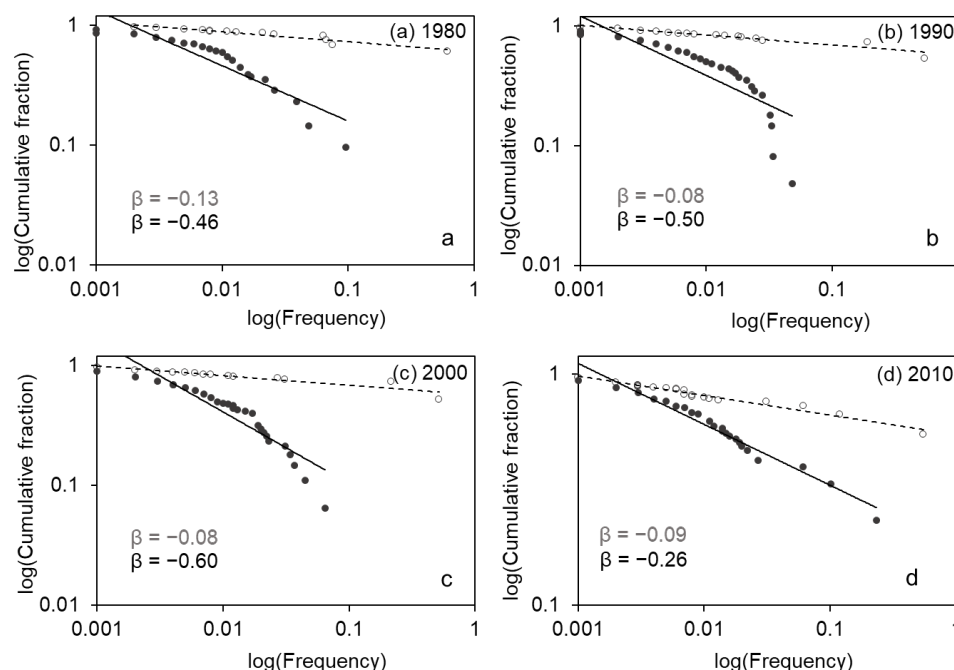 (a) 1980
1
0.1
0.01
log(Cumulative fraction)
β = −0.13
β = −0.46
a
0.001
0.01
0.1
1
log(Frequency)
(b) 1990
1
0.1
0.01
log(Cumulative fraction)
β = −0.08
β = −0.50
b
0.001
0.01
0.1
1
log(Frequency)
(c) 2000
1
0.1
0.01
log(Cumulative fraction)
β = −0.08
β = −0.60
c
0.001
0.01
0.1
1
log(Frequency)
(d) 2010
1
0.1
log(Cumulative fraction)
β = −0.09
β = −0.26
d
0.001
0.01
0.1
1
log(Frequency)